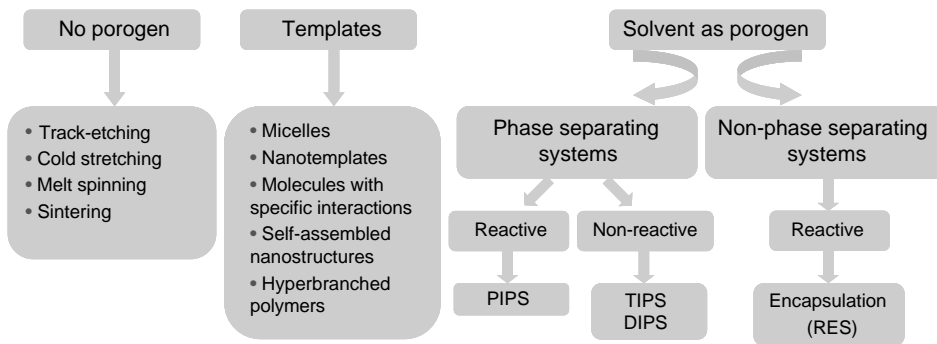 No porogen
Templates
Solvent as porogen
• Track-etching
• Cold stretching
• Melt spinning
• Sintering
• Micelles
• Nanotemplates
• Molecules with
specific interactions
• Self-assembled
nanostructures
• Hyperbranched
polymers
Phase separating
systems
Non-phase separating
systems
Reactive
Non-reactive
Reactive
PIPS
TIPS
DIPS
Encapsulation
(RES)